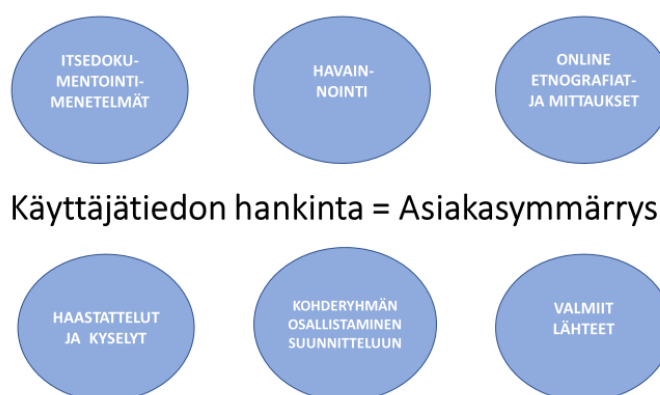 ITSEDOKU-
MENTOINTI-
MENETELMÄT
HAVAIN-
NOINTI
ONLINE
ETNOGRAFIAT-
JA MITTAUKSET
Käyttäjätiedon hankinta = Asiakasymmärrys
HAASTATTELUT
JA KYSELYT
KOHDERYHMÄN
OSALLISTAMINEN
SUUNNITTELUUN
VALMIIT
LÄHTEET